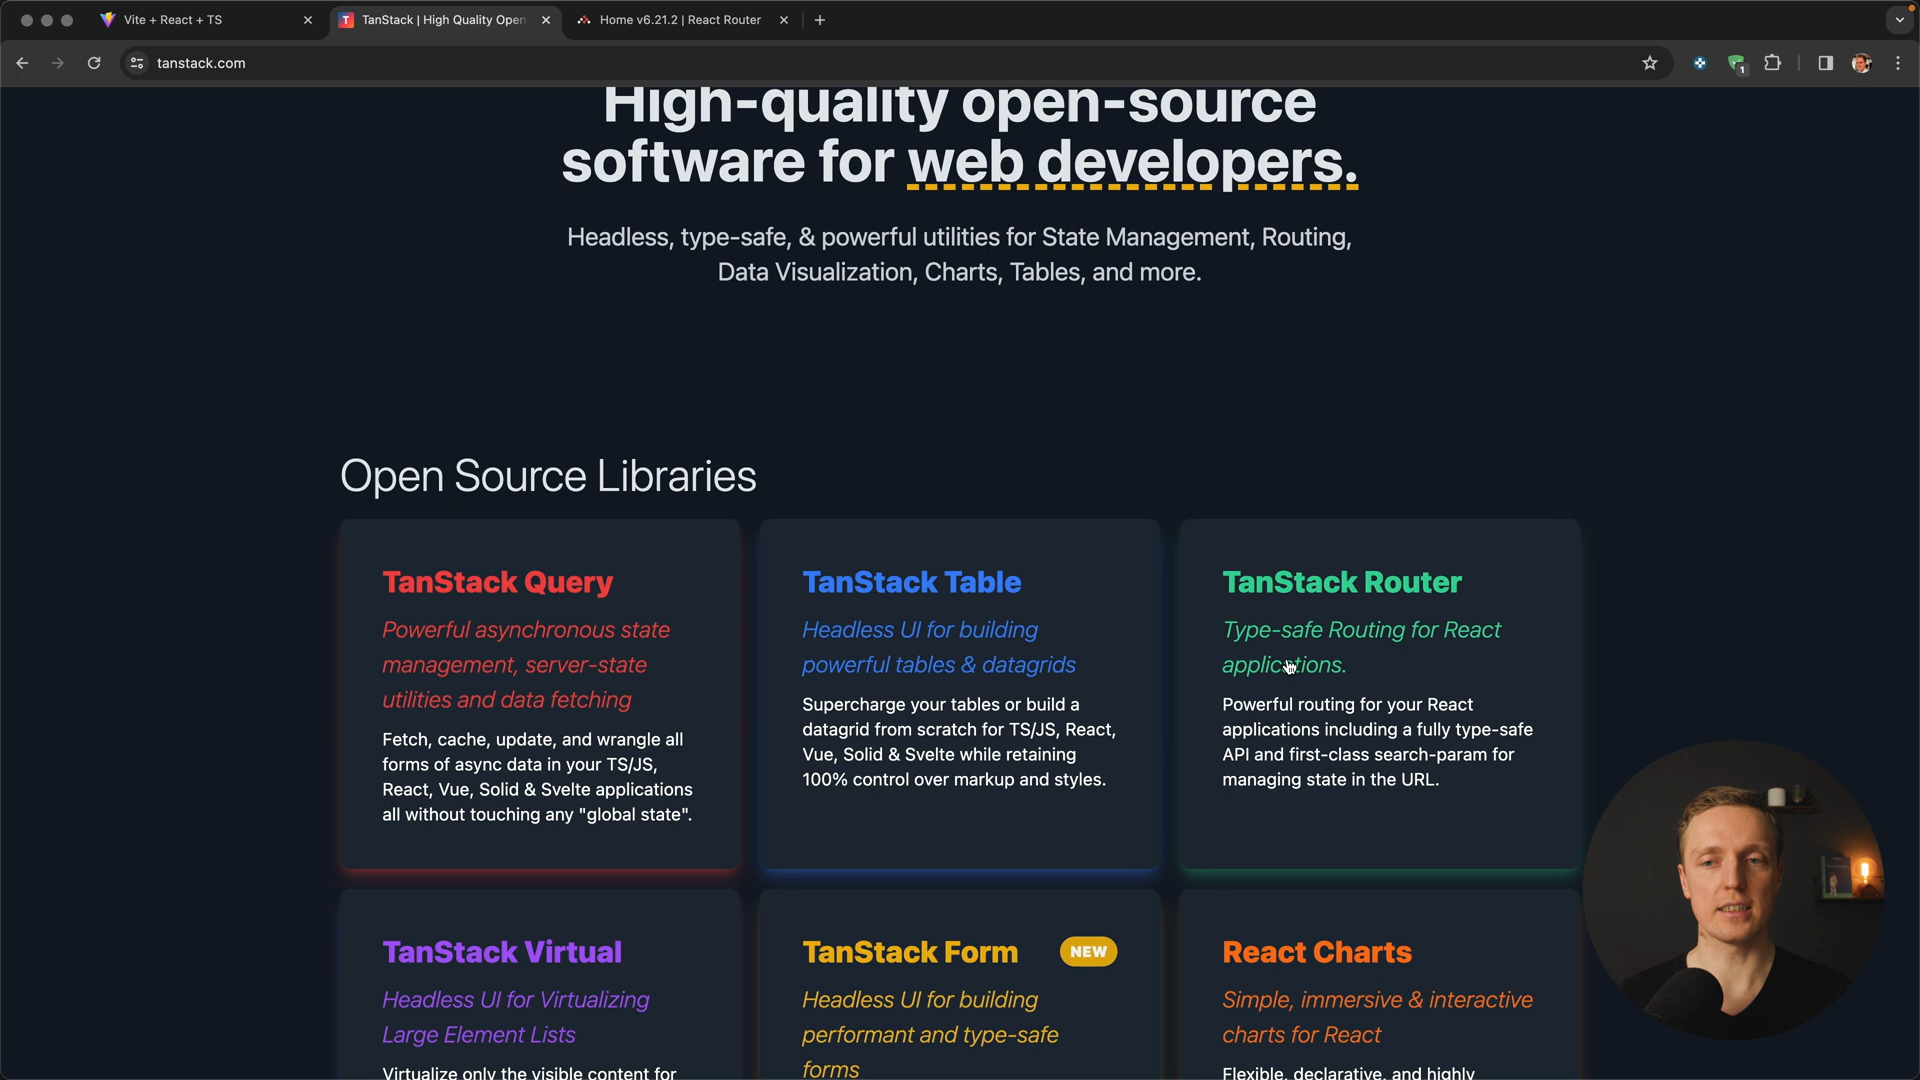 Vite + React + TS
TanStack | High Quality Open
Home v6.21.2 | React Router
tanstack.com
1
High-quality open-source
software for web developers.
Headless, type-safe, & powerful utilities for State Management, Routing,
Data Visualization, Charts, Tables, and more.
Open Source Libraries
TanStack Query
Powerful asynchronous state
management, server-state
utilities and data fetching
Fetch, cache, update, and wrangle all
forms of async data in your TS/JS,
React, Vue, Solid & Svelte applications
all without touching any "global state".
TanStack Table
Headless UI for building
powerful tables & datagrids
Supercharge your tables or build a
datagrid from scratch for TS/JS, React,
Vue, Solid & Svelte while retaining
100% control over markup and styles.
TanStack Router
Type-safe Routing for React
applications.
Powerful routing for your React
applications including a fully type-safe
API and first-class search-param for
managing state in the URL.
TanStack Virtual
Headless UI for Virtualizing
Large Element Lists
Virtualize only the visible content for
TanStack Form
NEW
Headless UI for building
performant and type-safe
forms
React Charts
Simple, immersive & interactive
charts for React
Flexible, declarative, and highly